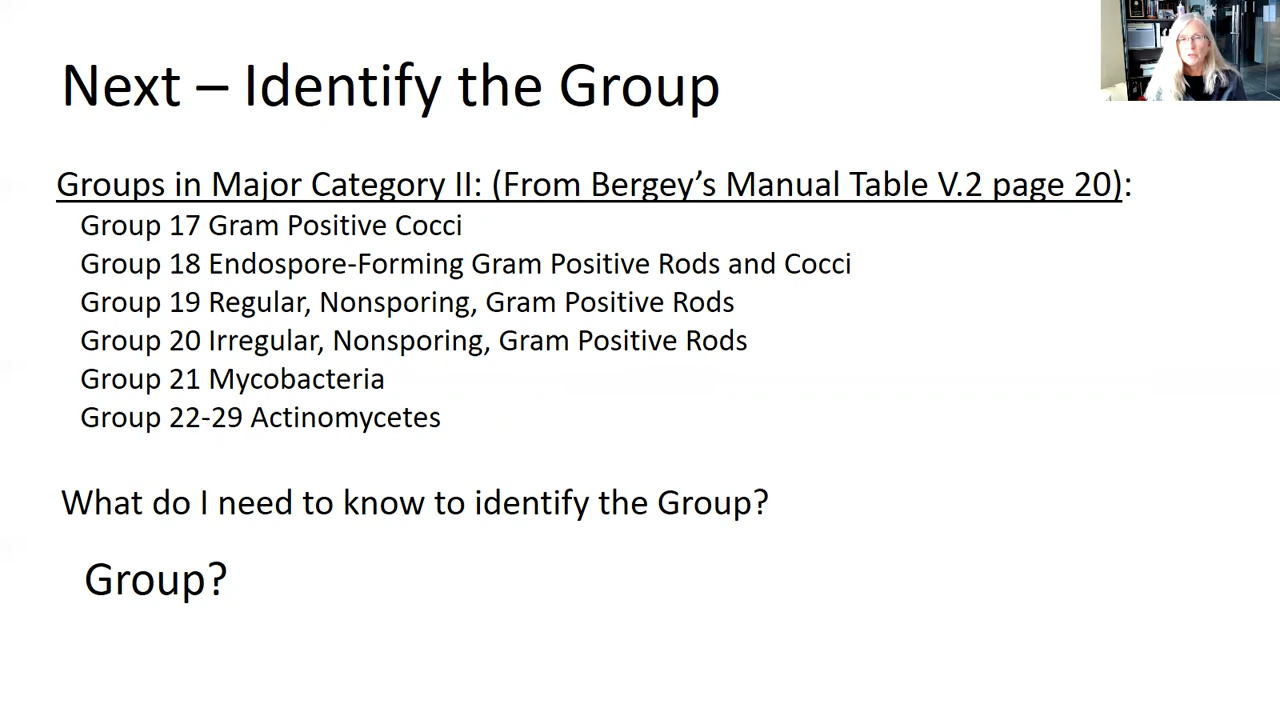 Next – Identify the Group
Groups in Major Category II: (From Bergey’s Manual Table V.2 page 20):
Group 17 Gram Positive Cocci
Group 18 Endospore-Forming Gram Positive Rods and Cocci
Group 19 Regular, Nonsporing, Gram Positive Rods
Group 20 Irregular, Nonsporing, Gram Positive Rods
Group 21 Mycobacteria
Group 22-29 Actinomycetes
What do I need to know to identify the Group?
Group?